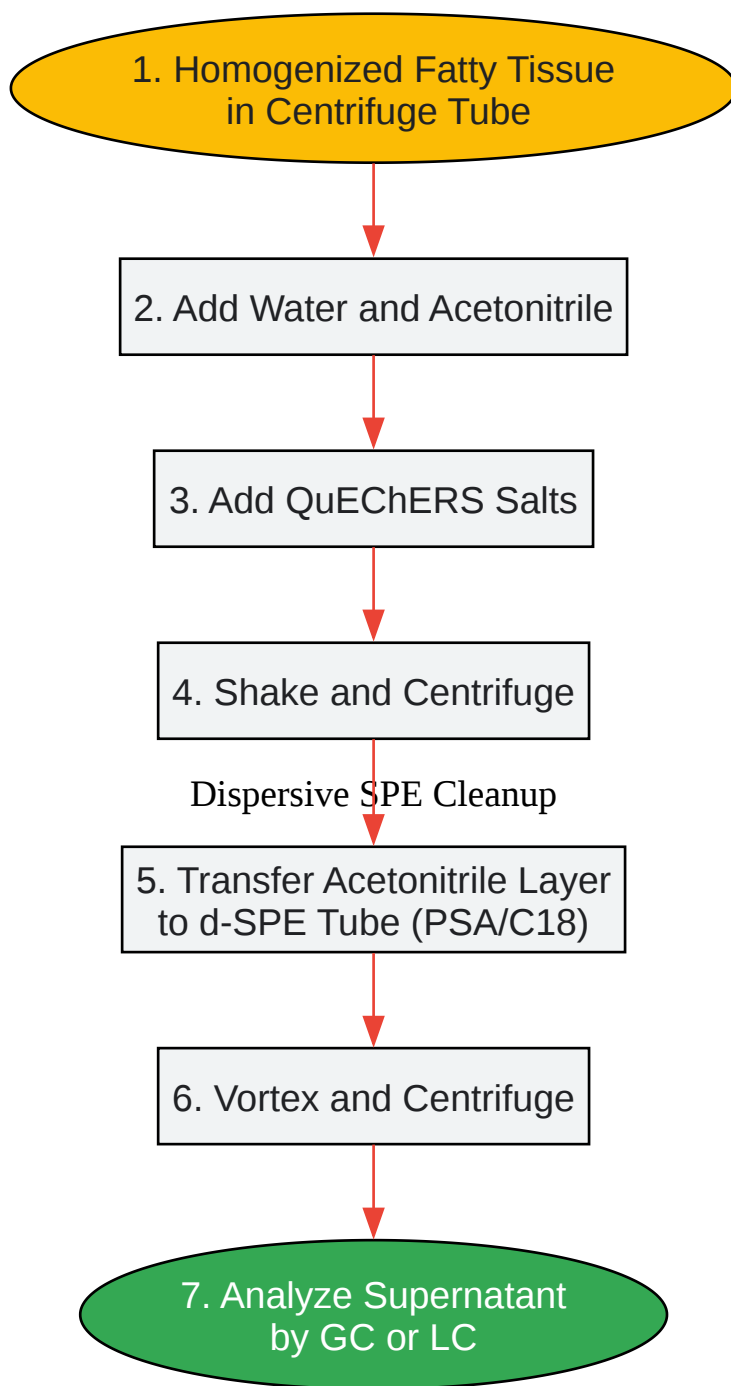 1. Homogenized Fatty Tissue
in Centrifuge Tube
2. Add Water and Acetonitrile
3. Add QuEChERS Salts
4. Shake and Centrifuge
Dispersive SPE Cleanup
5. Transfer Acetonitrile Layer
to d-SPE Tube (PSA/C18)
6. Vortex and Centrifuge
7. Analyze Supernatant
by GC or LC